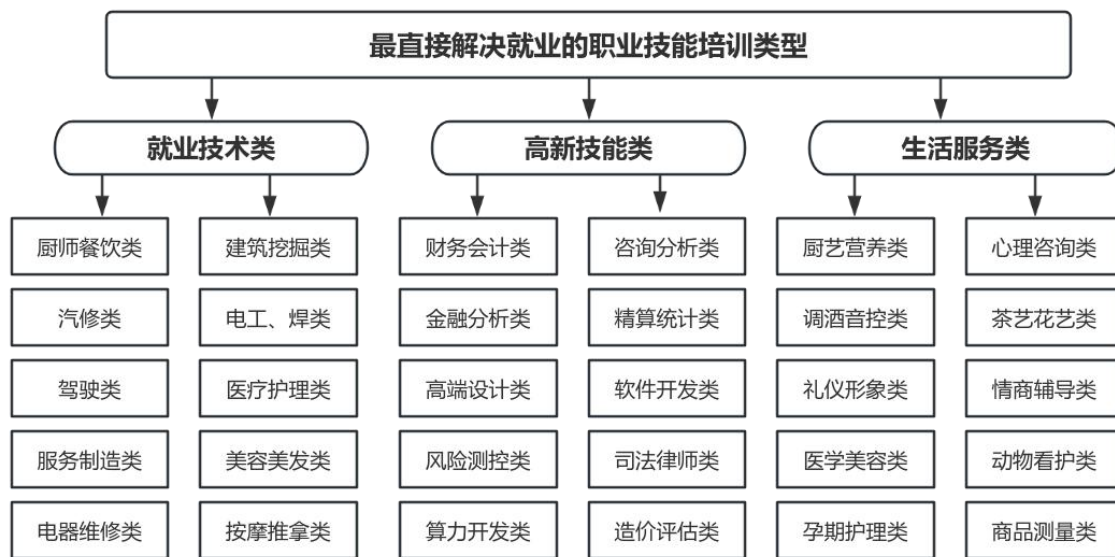 最直接解决就业的职业技能培训类型
就业技术类
高新技能类
生活服务类
厨师餐饮类
建筑挖掘类
财务会计类
咨询分析类
厨艺营养类
心理咨询类
汽修类
电工、焊类
金融分析类
精算统计类
调酒音控类
茶艺花艺类
驾驶类
医疗护理类
高端设计类
软件开发类
礼仪形象类
情商辅导类
服务制造类
美容美发类
风险测控类
司法律师类
医学美容类
动物看护类
电器维修类
按摩推拿类
算力开发类
造价评估类
孕期护理类
商品测量类